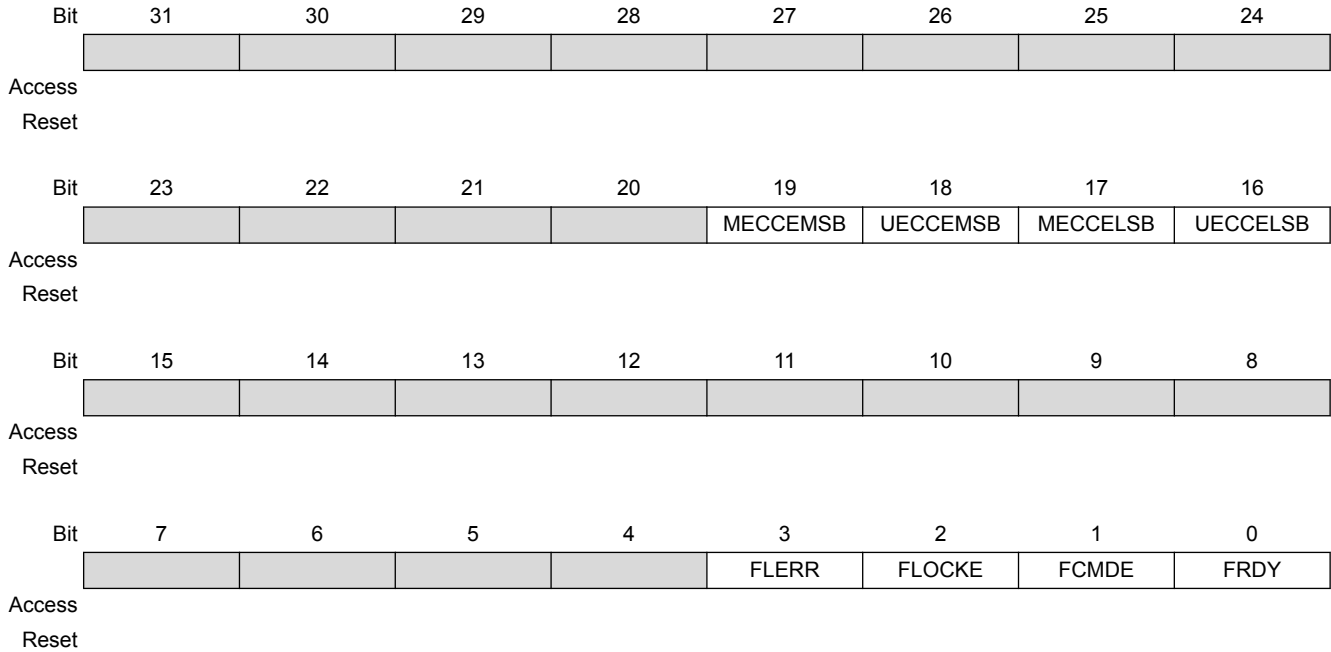 Bit 31 30 29 28 27 26 25 24
Access
Reset
Bit 23 22 21 20 19 18 17 16
MECCEMSB UECCEMSB MECCELSB UECCELSB
Access
Reset
Bit 15 14 13 12 11 10 9 8
Access
Reset
Bit 7 6 5 4 3 2 1 0
FLERR FLOCKE FCMDE FRDY
Access
Reset